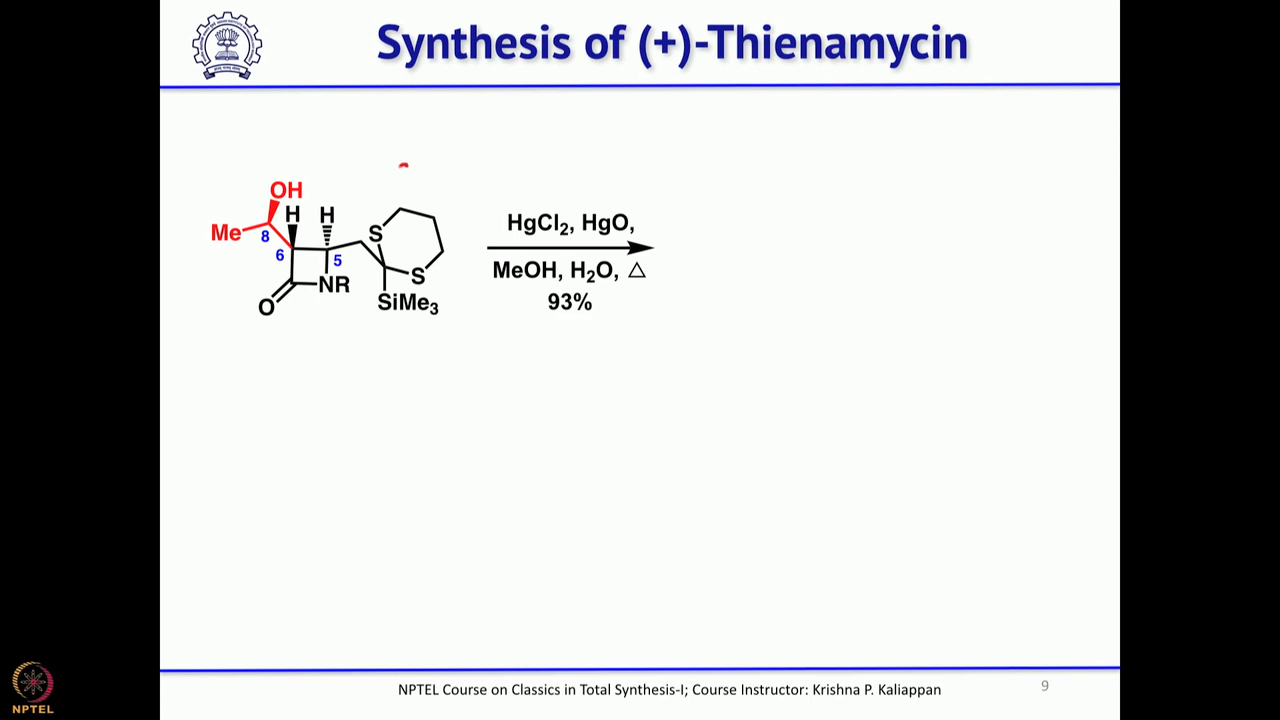 Synthesis of (+)-Thienamycin
OH
H H
Me 8 S
6 5
NR S
O SiMe3
HgCl2, HgO,
MeOH, H2O, △
93%
NPTEL Course on Classics in Total Synthesis-I; Course Instructor: Krishna P. Kaliappan
9
NPTEL